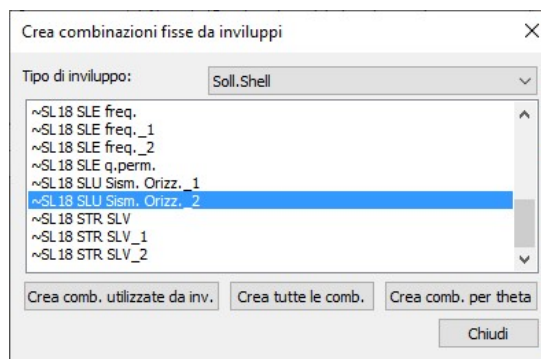 Crea combinazioni fisse da inviluppi
Tipo di inviluppo: Soll.Shell
~SL18 SLE freq.
~SL18 SLE freq._1
~SL18 SLE freq._2
~SL18 SLE q.perm.
~SL18 SLU Sism. Orizz._1
~SL18 SLU Sism. Orizz._2
~SL18 STR SLV
~SL18 STR SLV_1
~SL18 STR SLV_2
Crea comb. utilizzate da inv. Crea tutte le comb. Crea comb. per theta
Chiudi